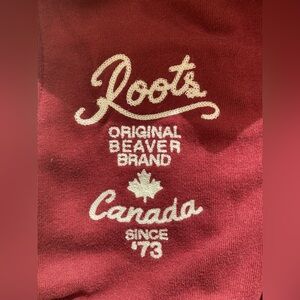 Roots
ORIGINAL
BEAVER
BRAND
Canada
SINCE
'73